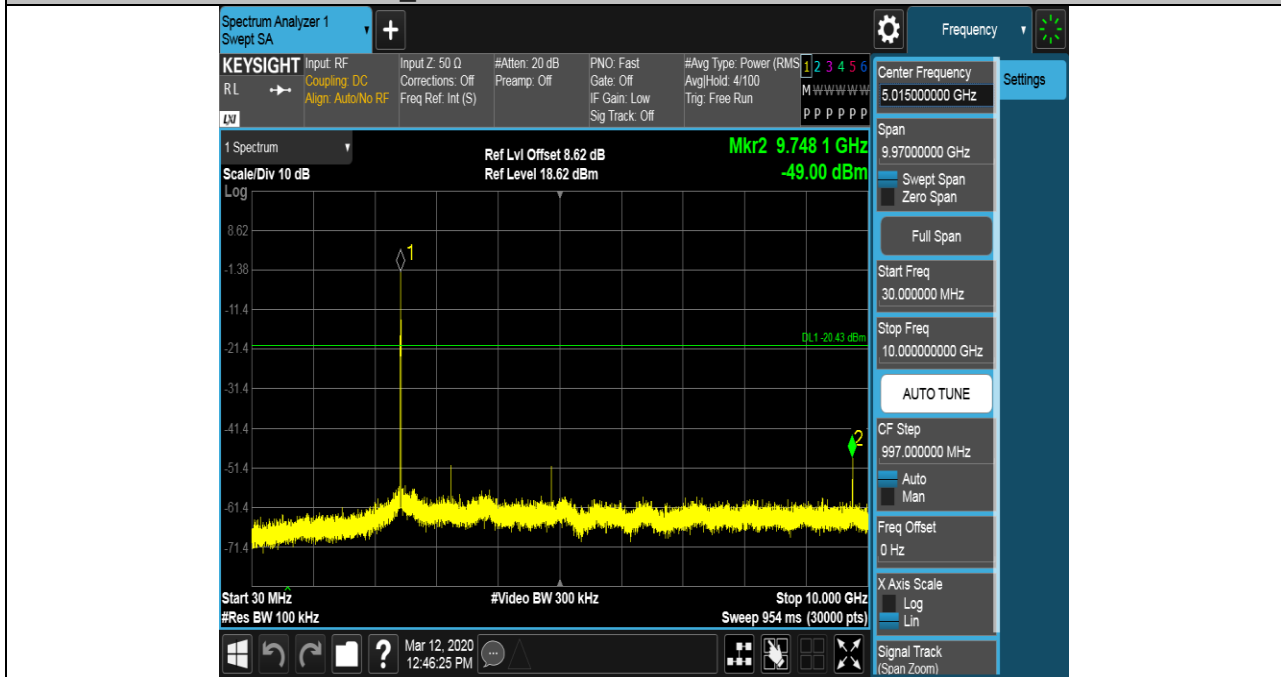 Spectrum Analyzer 1
Swept SA
Frequency
KEYSIGHT
RL
LXI
Input: RF
Coupling: DC
Align: Auto/No RF
Input Z: 50 Ω
Corrections: Off
Freq Ref: Int (S)
#Atten: 20 dB
Preamp: Off
PNO: Fast
Gate: Off
IF Gain: Low
Sig Track: Off
#Avg Type: Power (RMS
Avg|Hold: 4/100
Trig: Free Run
1 2 3 4 5 6
M W W W W W
P P P P P P
1 Spectrum
Scale/Div 10 dB
Log
Ref Lvl Offset 8.62 dB
Ref Level 18.62 dBm
Mkr2 9.748 1 GHz
-49.00 dBm
8.62
-1.38
-11.4
-21.4
-31.4
-41.4
-51.4
-61.4
-71.4
1
DL1 -20.43 dBm
2
Start 30 MHz
#Res BW 100 kHz
#Video BW 300 kHz
Stop 10.000 GHz
Sweep 954 ms (30000 pts)
Mar 12, 2020
12:46:25 PM
Center Frequency
5.015000000 GHz
Settings
Span
9.97000000 GHz
Swept Span
Zero Span
Full Span
Start Freq
30.000000 MHz
Stop Freq
10.000000000 GHz
AUTO TUNE
CF Step
997.000000 MHz
Auto
Man
Freq Offset
0 Hz
X Axis Scale
Log
Lin
Signal Track
(Span Zoom)